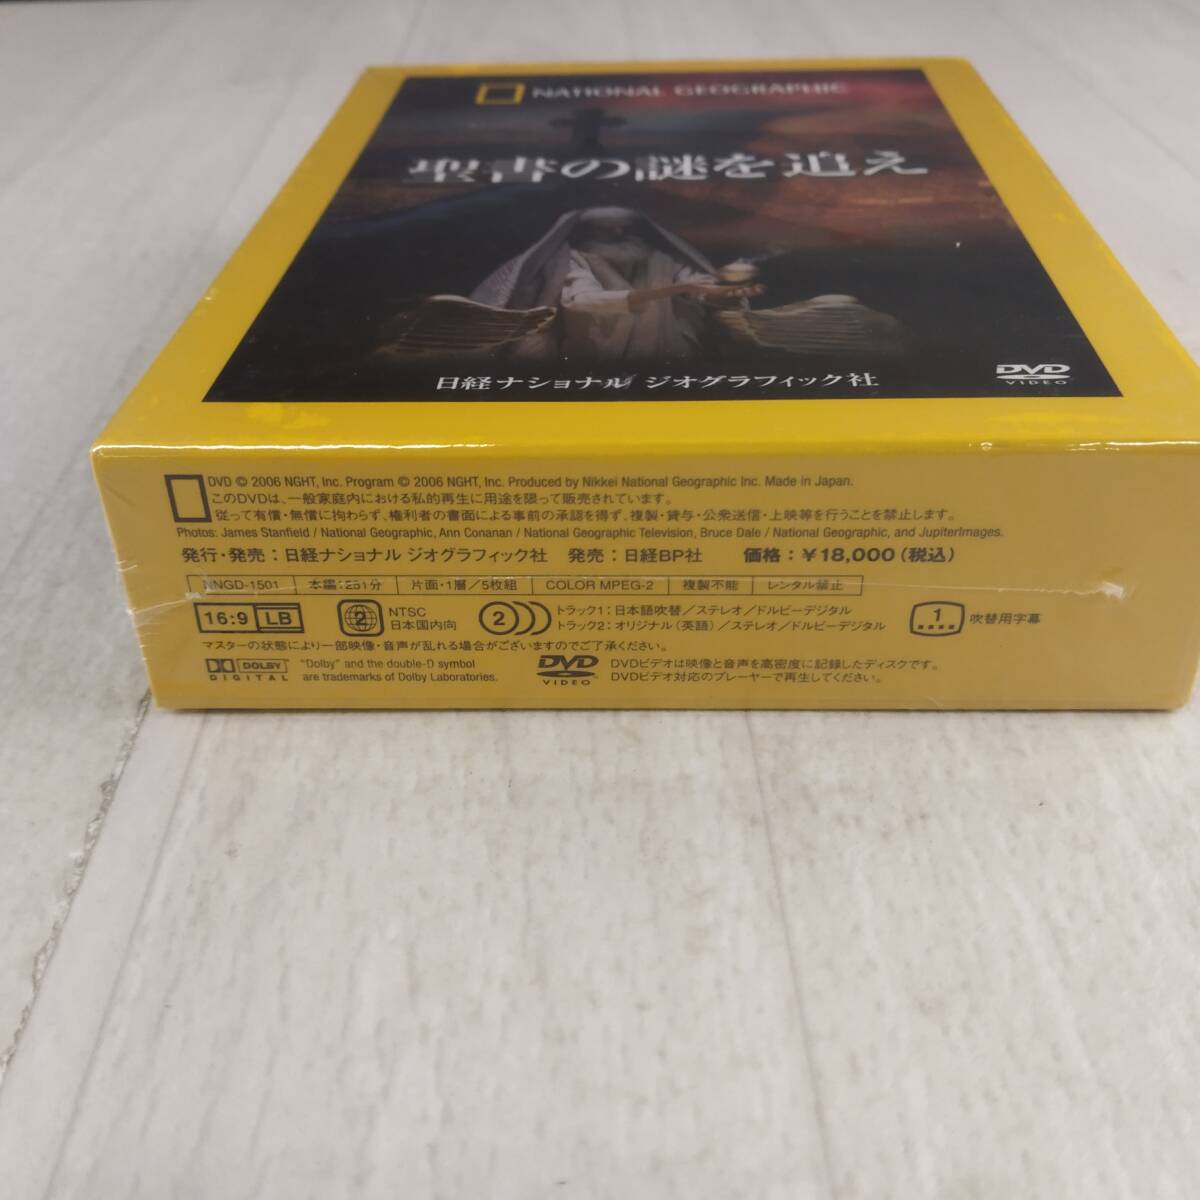 NATIONAL GEOGRAPHIC
聖書の謎を追え
日経ナショナル ジオグラフィック社
DVD
VIDEO
DVD © 2006 NGHT, Inc. Program © 2006 NGHT, Inc. Produced by Nikkei National Geographic Inc. Made in Japan.
このDVDは、一般家庭内における私的再生に用途を限って販売されています。
従って有償・無償に拘わらず、権利者の書面による事前の承認を得ず、複製・貸与・公衆送信・上映等を行うことを禁止します。
Photos: James Stanfield / National Geographic, Ann Conanan / National Geographic Television, Bruce Dale / National Geographic, and JupiterImages.
発行・発売：日経ナショナル ジオグラフィック社 発売：日経BP社 価格：￥18,000（税込）
NNGD-1501 本編：251分 片面・1層／5枚組 COLOR MPEG-2 複製不能 レンタル禁止
16:9 LB 2 NTSC 日本国内向 2 トラック1：日本語吹替／ステレオ／ドルビーデジタル 1 吹替用字幕
トラック2：オリジナル（英語）／ステレオ／ドルビーデジタル
マスターの状態により一部映像・音声が乱れる場合がございますのでご了承ください。
DOLBY DIGITAL "Dolby" and the double-D symbol DVD VIDEO DVDビデオは映像と音声を高密度に記録したディスクです。
are trademarks of Dolby Laboratories. DVDビデオ対応のプレーヤーで再生してください。